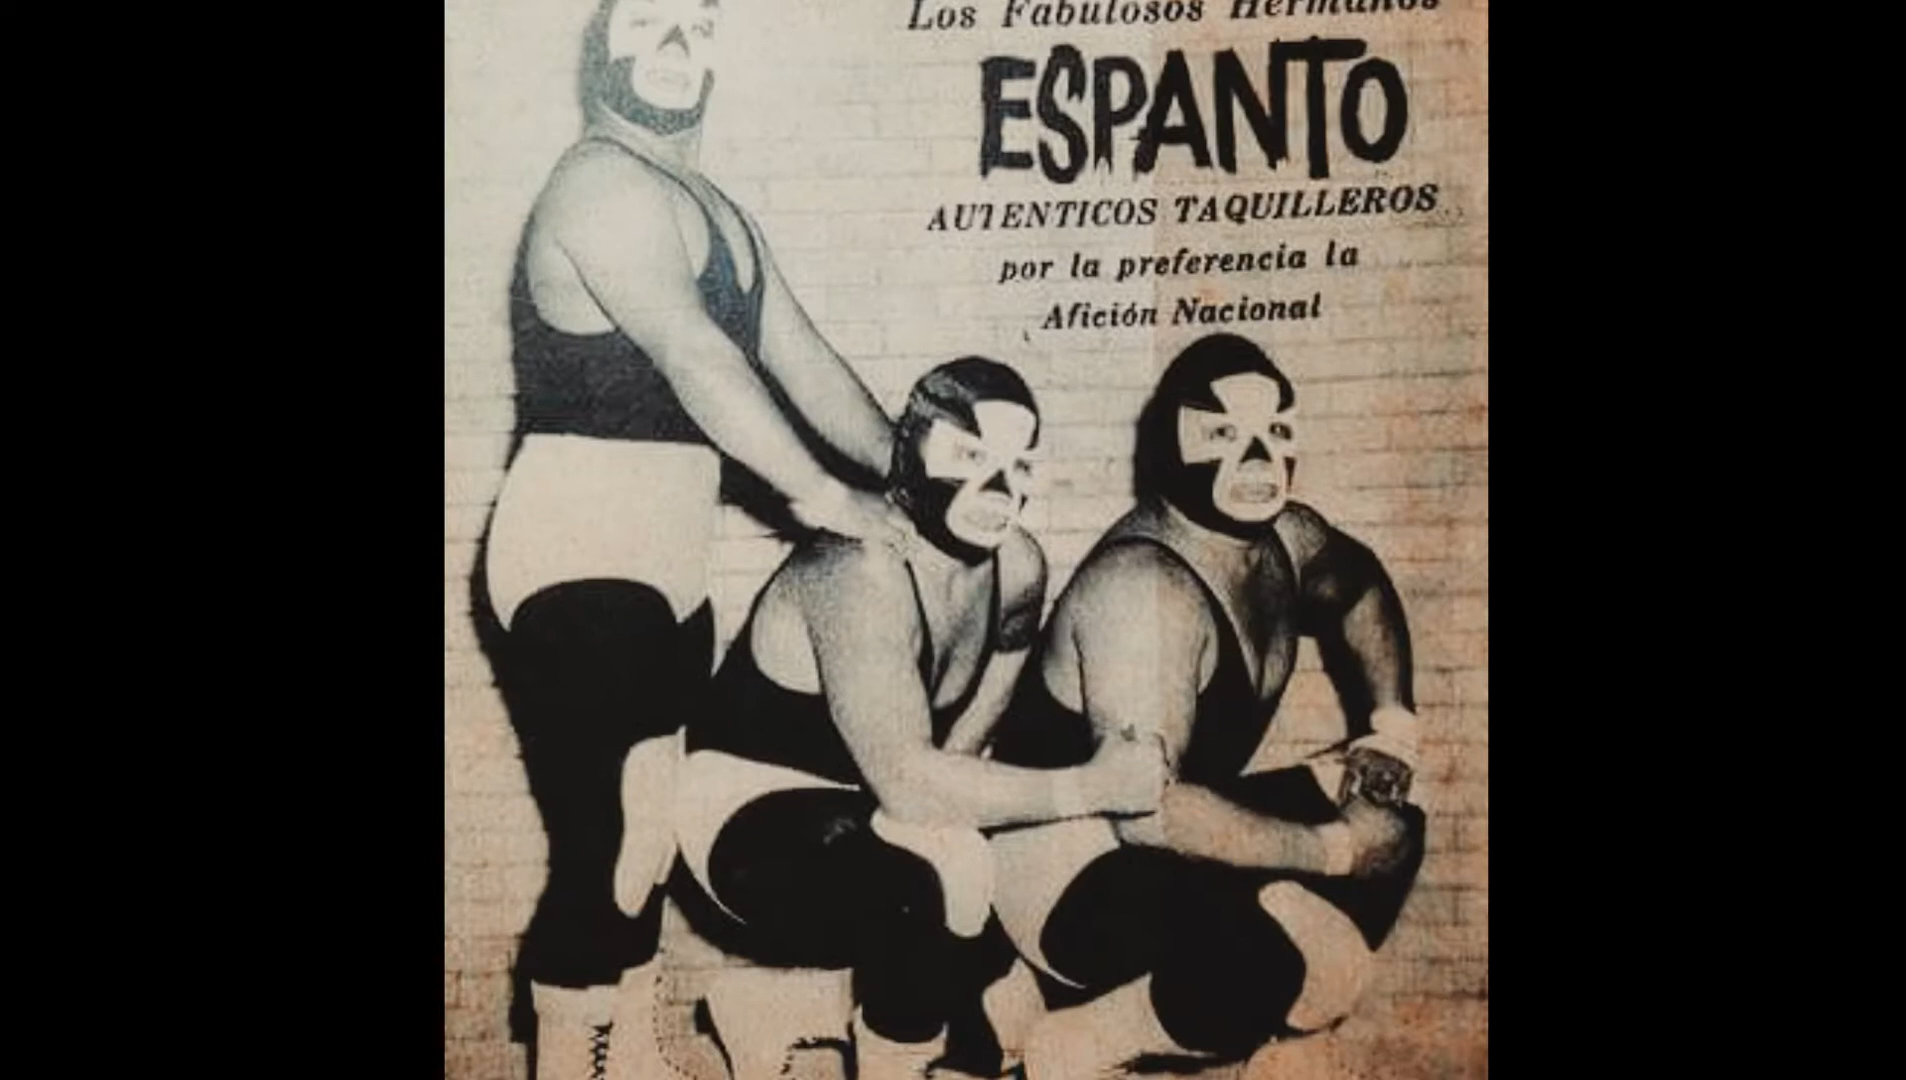 Los Fabulosos Hermanos
ESPANTO
AUTENTICOS TAQUILLEROS
por la preferencia la
Afición Nacional